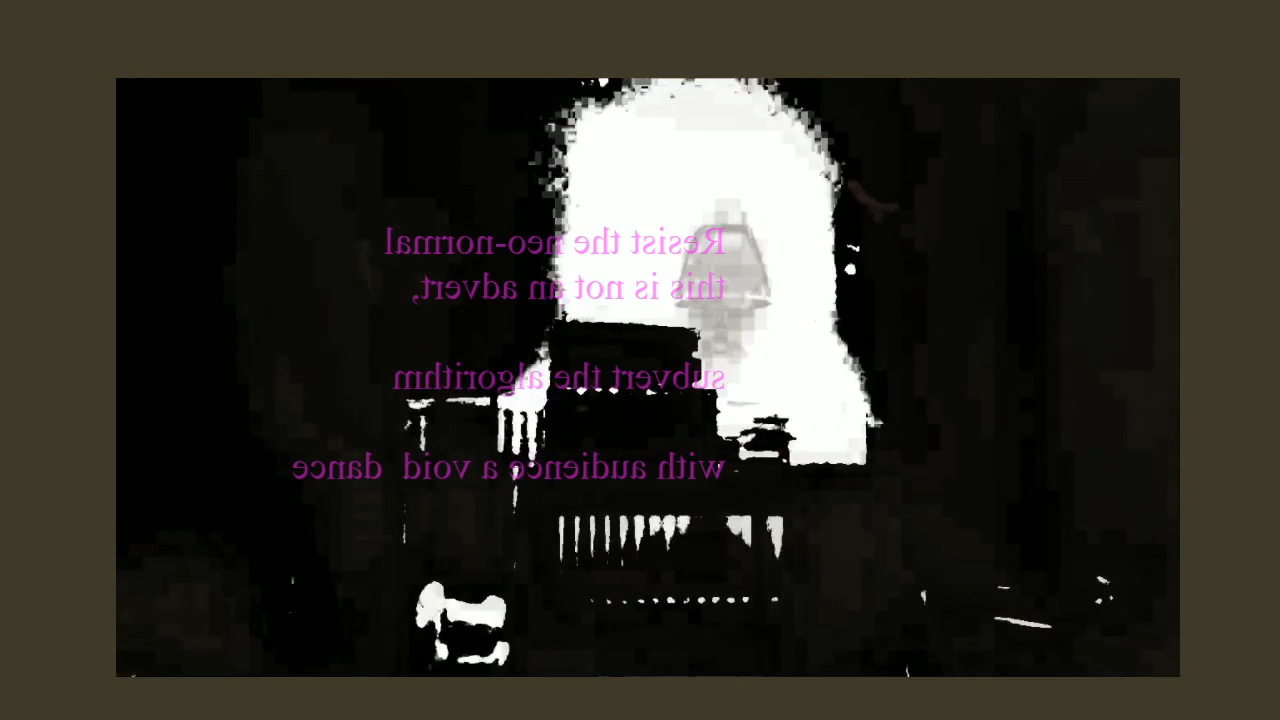 Resist the neo-normal
this is not an advert,
subvert the algorithm
with audience a void  dance